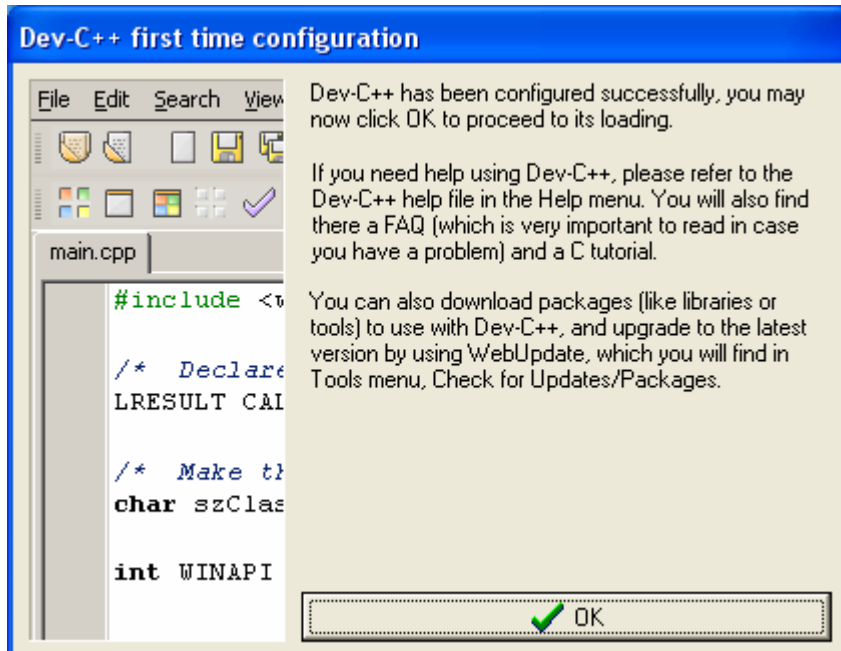 Dev-C++ first time configuration
File Edit Search View
main.cpp
#include <w
/* Declare
LRESULT CAL
/* Make th
char szClas
int WINAPI
Dev-C++ has been configured successfully, you may
now click OK to proceed to its loading.
If you need help using Dev-C++, please refer to the
Dev-C++ help file in the Help menu. You will also find
there a FAQ (which is very important to read in case
you have a problem) and a C tutorial.
You can also download packages (like libraries or
tools) to use with Dev-C++, and upgrade to the latest
version by using WebUpdate, which you will find in
Tools menu, Check for Updates/Packages.
OK